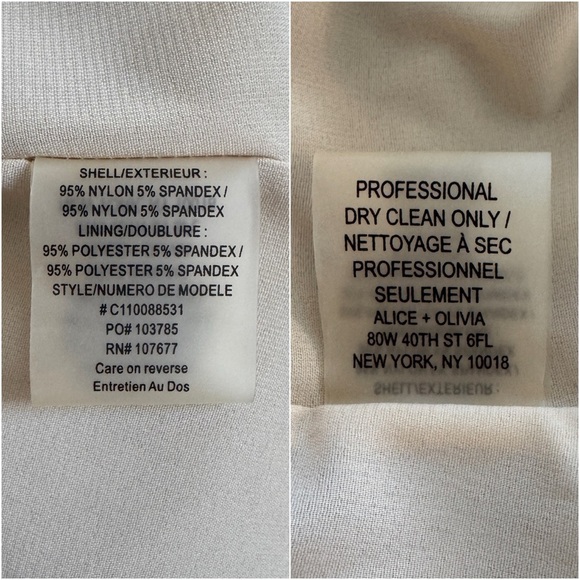 SHELL/EXTERIEUR :
95% NYLON 5% SPANDEX /
95% NYLON 5% SPANDEX
LINING/DOUBLURE :
95% POLYESTER 5% SPANDEX /
95% POLYESTER 5% SPANDEX
STYLE/NUMERO DE MODELE
# C110088531
PO# 103785
RN# 107677
Care on reverse
Entretien Au Dos
PROFESSIONAL
DRY CLEAN ONLY /
NETTOYAGE À SEC
PROFESSIONNEL
SEULEMENT
ALICE + OLIVIA
80W 40TH ST 6FL
NEW YORK, NY 10018
SHELL/EXTERIEUR :